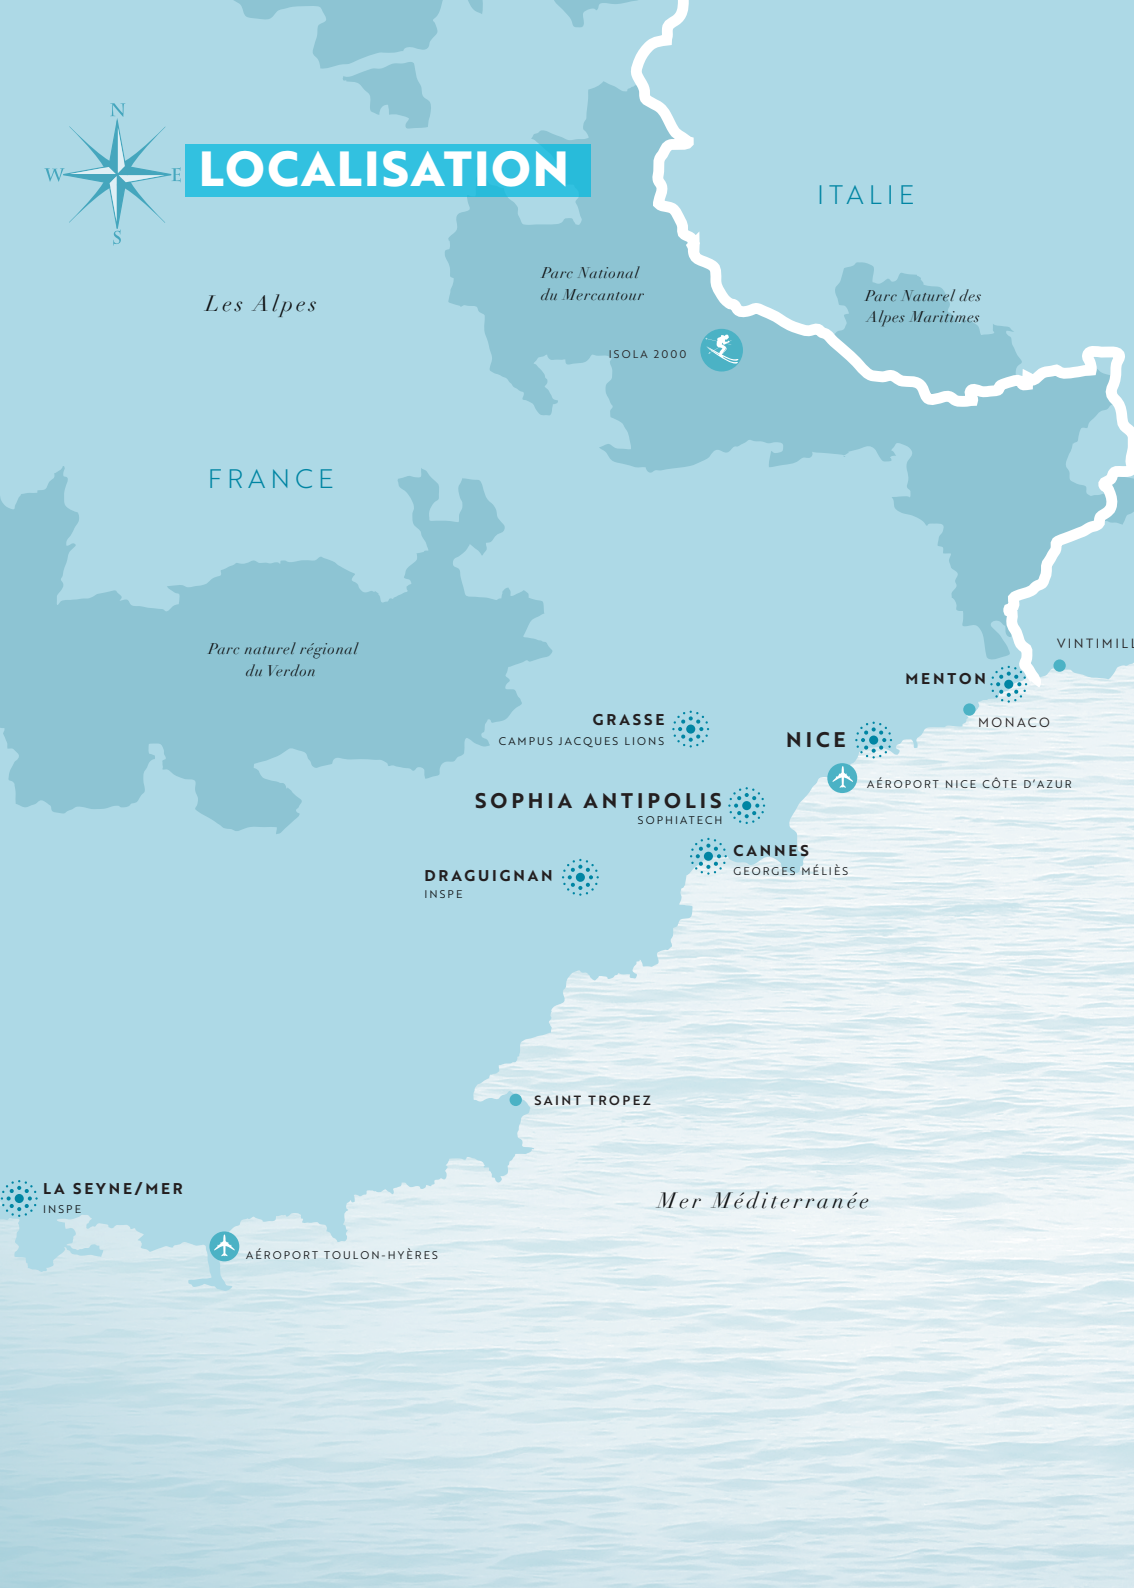 N
W
E
S
LOCALISATION
ITALIE
Parc National
du Mercantour
Parc Naturel des
Alpes Maritimes
Les Alpes
ISOLA 2000
FRANCE
Parc naturel régional
du Verdon
VINTIMILL
MENTON
MONACO
GRASSE
CAMPUS JACQUES LIONS
NICE
AÉROPORT NICE CÔTE D'AZUR
SOPHIA ANTIPOLIS
SOPHIATECH
CANNES
GEORGES MÉLIÈS
DRAGUIGNAN
INSPE
SAINT TROPEZ
LA SEYNE/MER
INSPE
Mer Méditerranée
AÉROPORT TOULON-HYÈRES